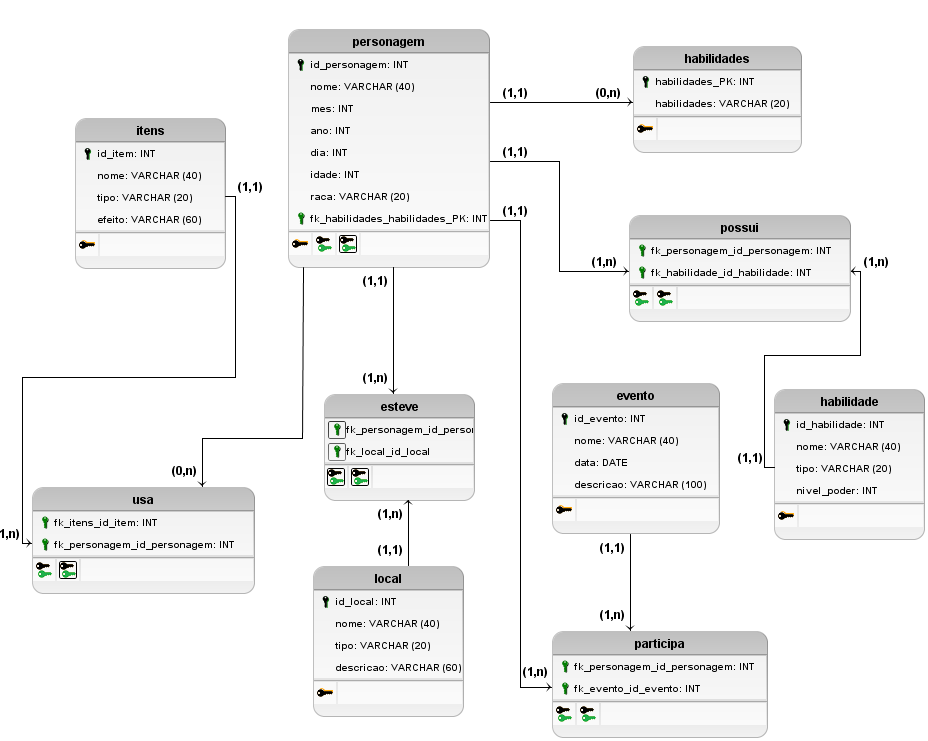 personagem
id_personagem: INT
nome: VARCHAR (40)
mes: INT
ano: INT
dia: INT
idade: INT
raca: VARCHAR (20)
fk_habilidades_habilidades_PK: INT
habilidades
habilidades_PK: INT
habilidades: VARCHAR (20)
(1,1)
(0,n)
itens
id_item: INT
nome: VARCHAR (40)
tipo: VARCHAR (20)
efeito: VARCHAR (60)
(1,1)
(1,1)
(1,n)
(1,1)
possui
fk_personagem_id_personagem: INT
fk_habilidade_id_habilidade: INT
(1,n)
(1,1)
(1,n)
esteve
fk_personagem_id_person
fk_local_id_local
evento
id_evento: INT
nome: VARCHAR (40)
data: DATE
descricao: VARCHAR (100)
habilidade
id_habilidade: INT
nome: VARCHAR (40)
tipo: VARCHAR (20)
nivel_poder: INT
(1,1)
(0,n)
usa
fk_itens_id_item: INT
fk_personagem_id_personagem: INT
1,n)
(1,n)
(1,1)
local
id_local: INT
nome: VARCHAR (40)
tipo: VARCHAR (20)
descricao: VARCHAR (60)
(1,1)
(1,n)
(1,n)
participa
fk_personagem_id_personagem: INT
fk_evento_id_evento: INT